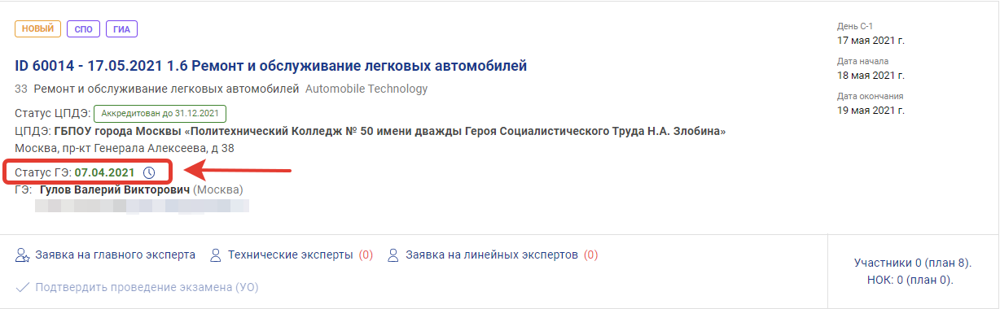 НОВЫЙ СПО ГИА
ID 60014 - 17.05.2021 1.6 Ремонт и обслуживание легковых автомобилей
33 Ремонт и обслуживание легковых автомобилей Automobile Technology
Статус ЦПДЭ: Аккредитован до 31.12.2021
ЦПДЭ: ГБПОУ города Москвы «Политехнический Колледж № 50 имени дважды Героя Социалистического Труда Н.А. Злобина»
Москва, пр-кт Генерала Алексеева, д 38
Статус ГЭ: 07.04.2021
ГЭ: Гулов Валерий Викторович (Москва)
День С-1
17 мая 2021 г.
Дата начала
18 мая 2021 г.
Дата окончания
19 мая 2021 г.
Заявка на главного эксперта Технические эксперты (0) Заявка на линейных экспертов (0)
Подтвердить проведение экзамена (УО)
Участники 0 (план 8).
НОК: 0 (план 0).